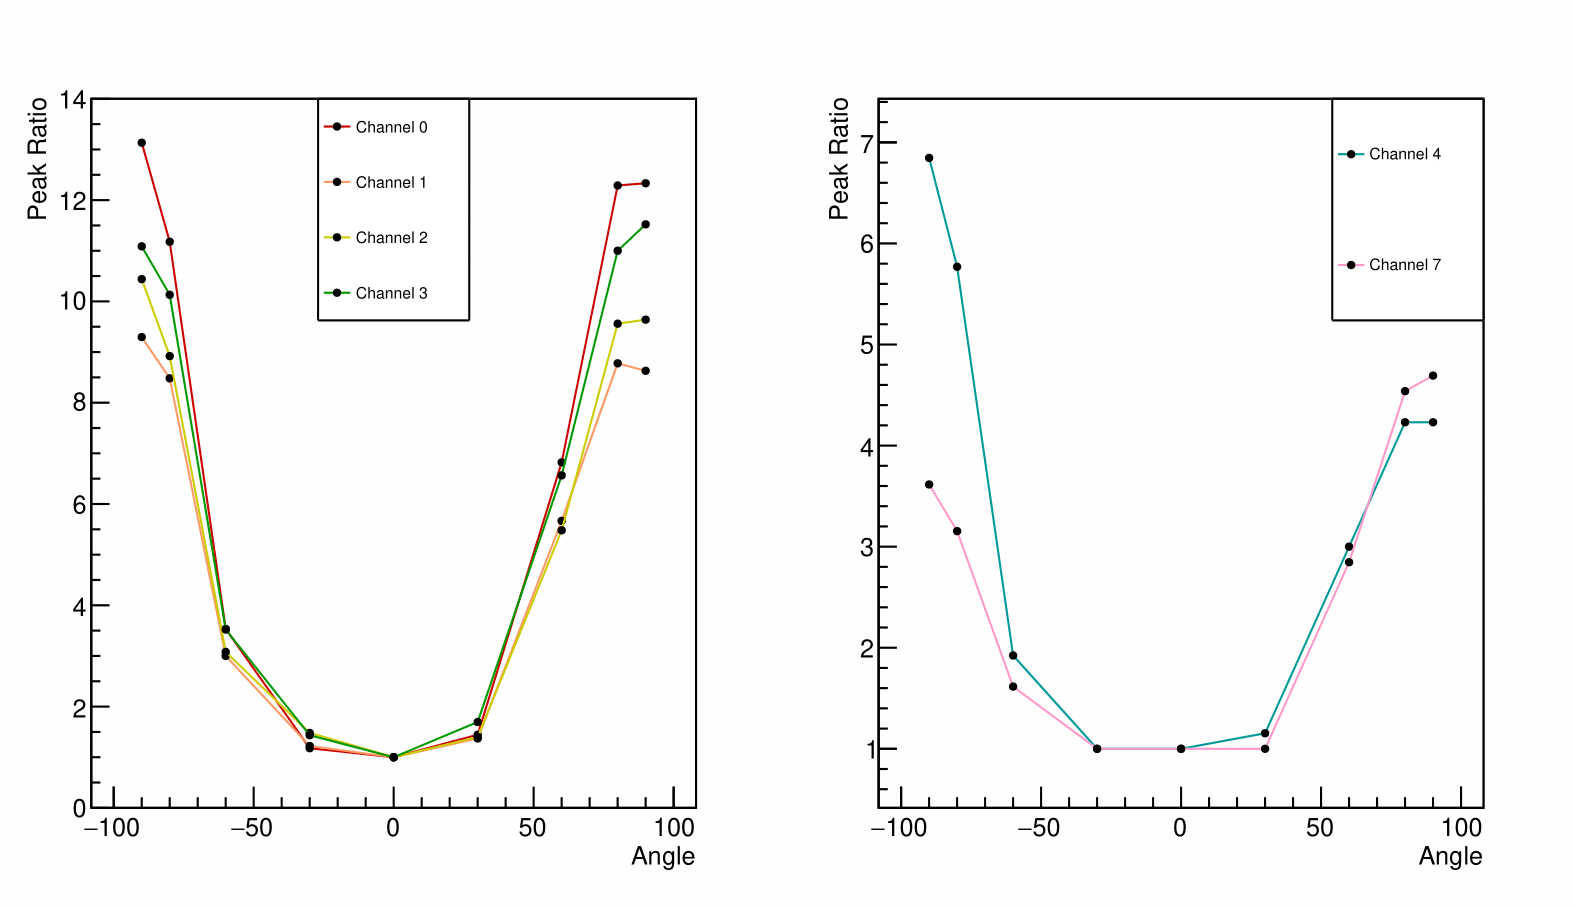 Peak Ratio
14
12
10
8
6
4
2
0
−100
−50
0
50
100
Angle
Channel 0
Channel 1
Channel 2
Channel 3
Peak Ratio
7
6
5
4
3
2
1
−100
−50
0
50
100
Angle
Channel 4
Channel 7